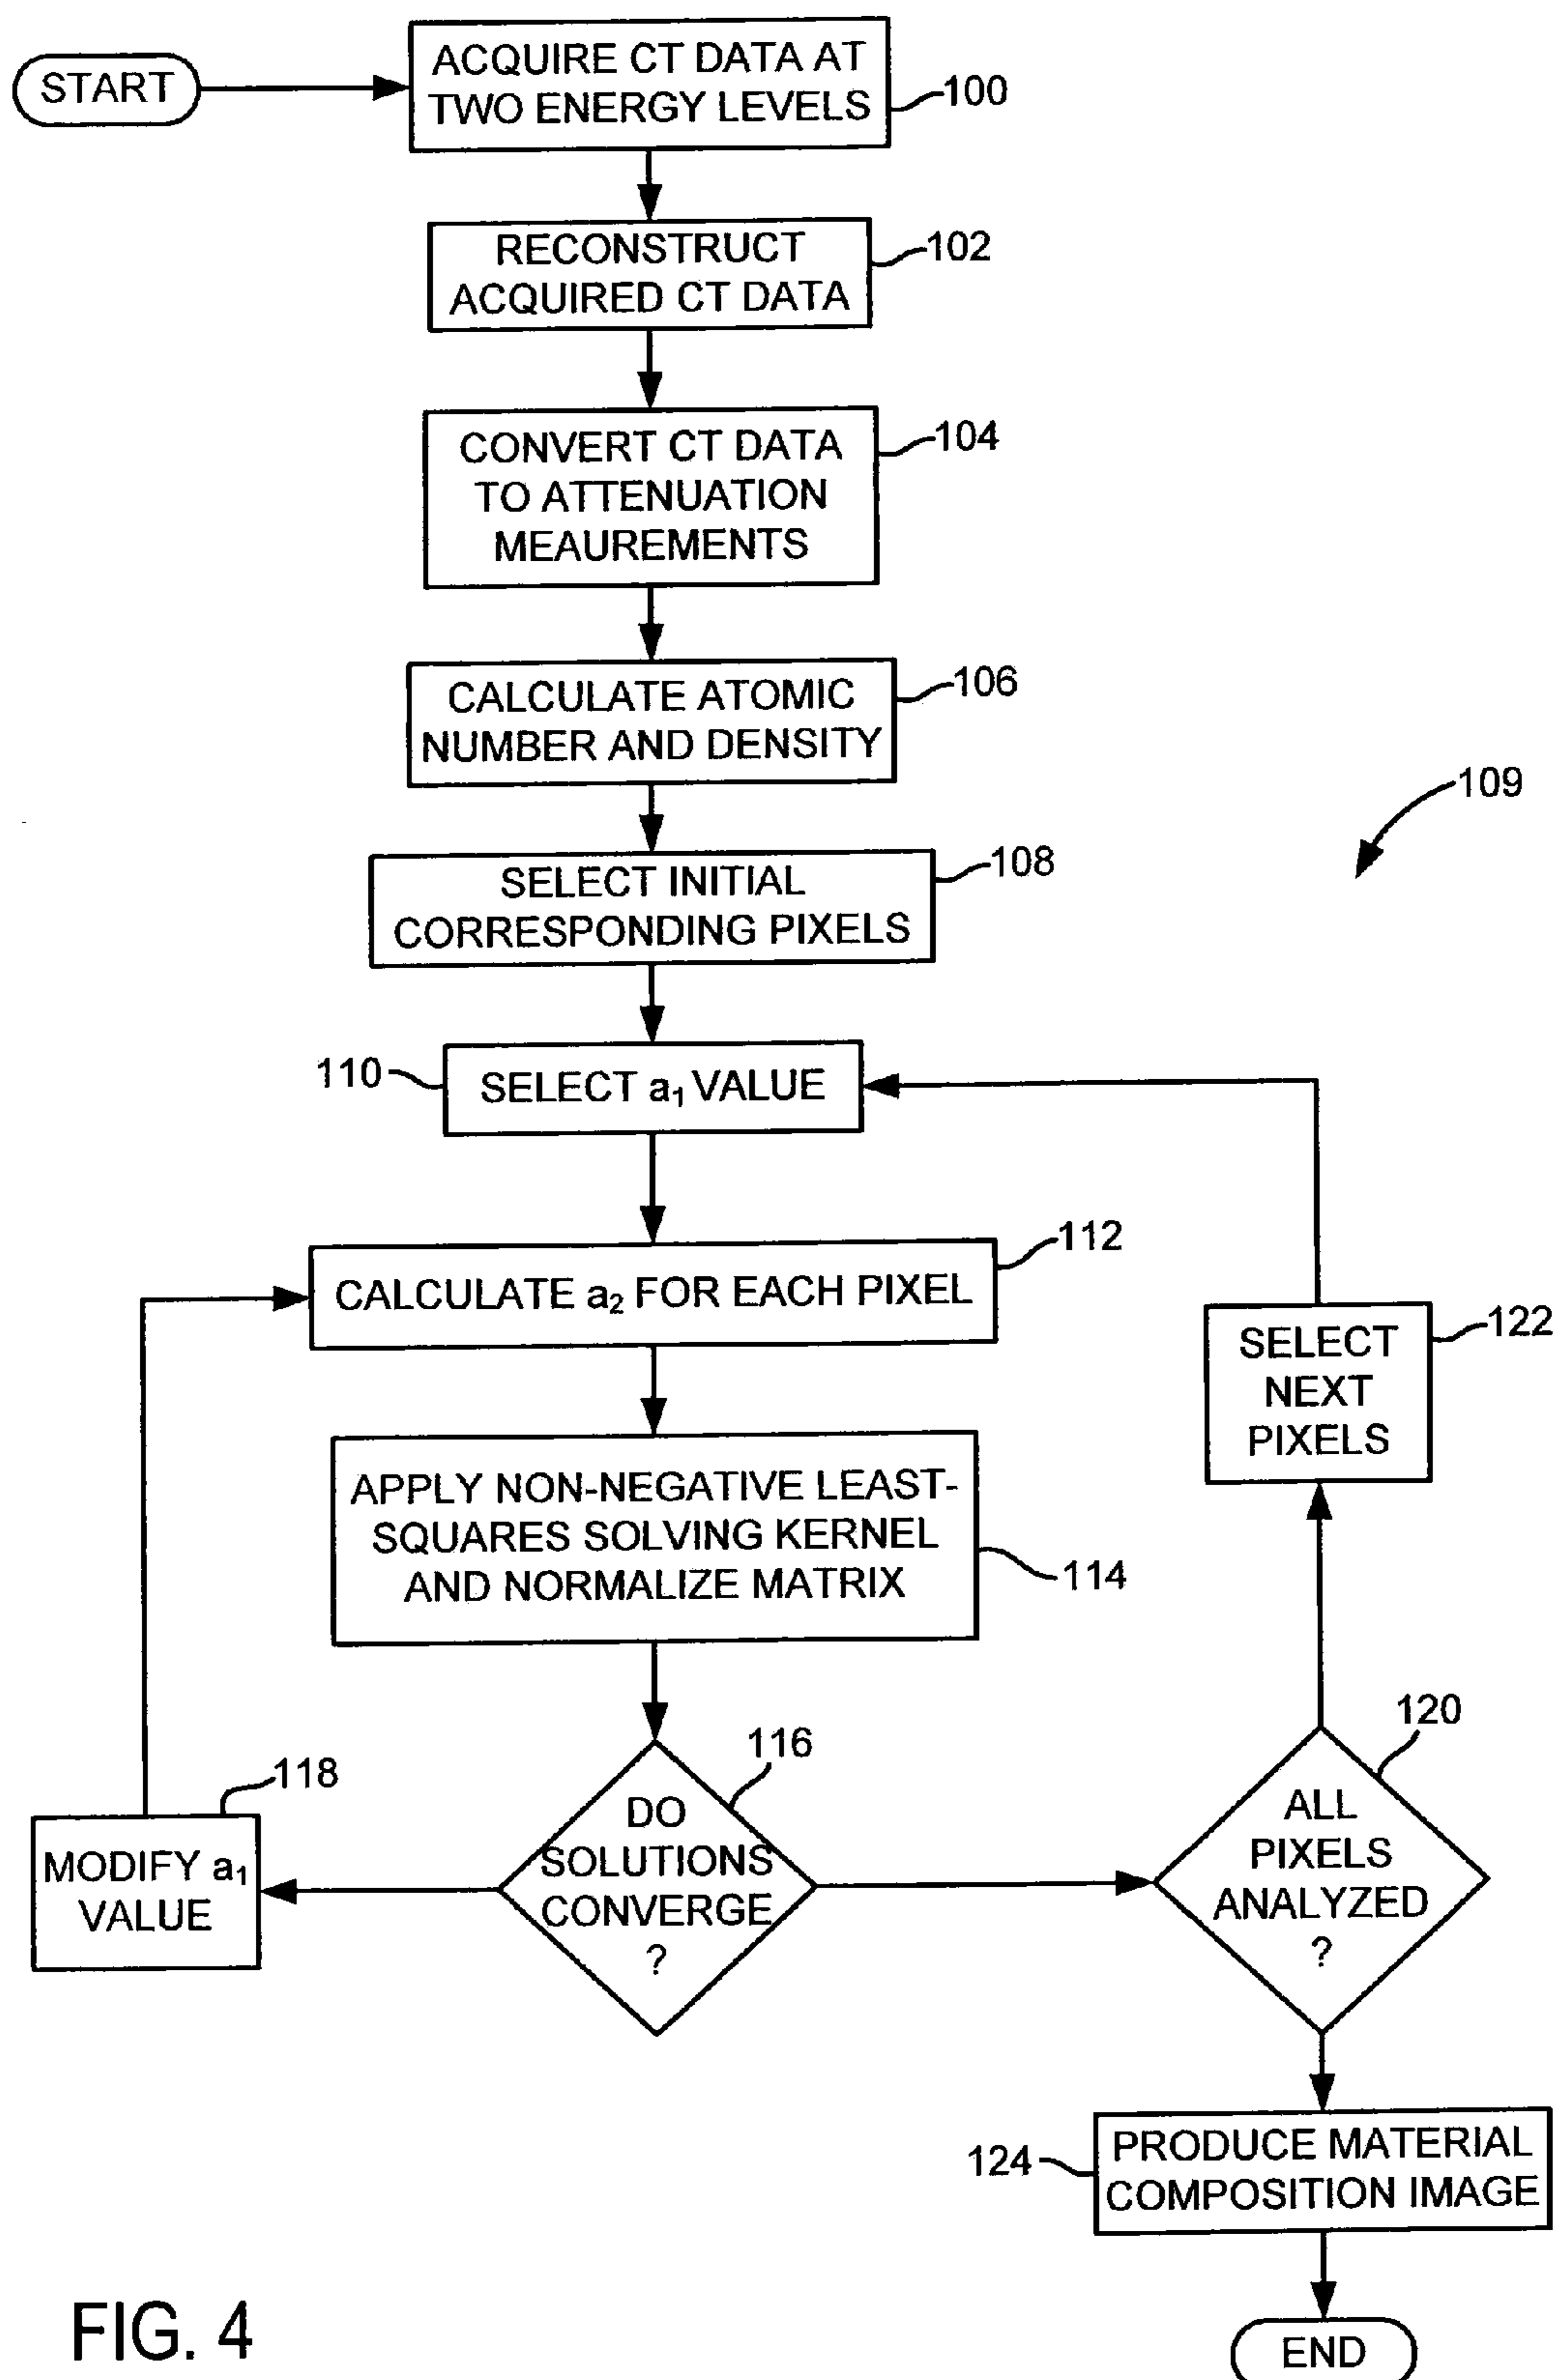 START
ACQUIRE CT DATA AT
TWO ENERGY LEVELS
100
RECONSTRUCT
ACQUIRED CT DATA
102
CONVERT CT DATA
TO ATTENUATION
MEAUREMENTS
104
CALCULATE ATOMIC
NUMBER AND DENSITY
106
109
SELECT INITIAL
CORRESPONDING PIXELS
108
110
SELECT a₁ VALUE
112
CALCULATE a₂ FOR EACH PIXEL
122
SELECT
NEXT
PIXELS
APPLY NON-NEGATIVE LEAST-
SQUARES SOLVING KERNEL
AND NORMALIZE MATRIX
114
116
DO
SOLUTIONS
CONVERGE
?
118
MODIFY a₁
VALUE
120
ALL
PIXELS
ANALYZED
?
124
PRODUCE MATERIAL
COMPOSITION IMAGE
END
FIG. 4